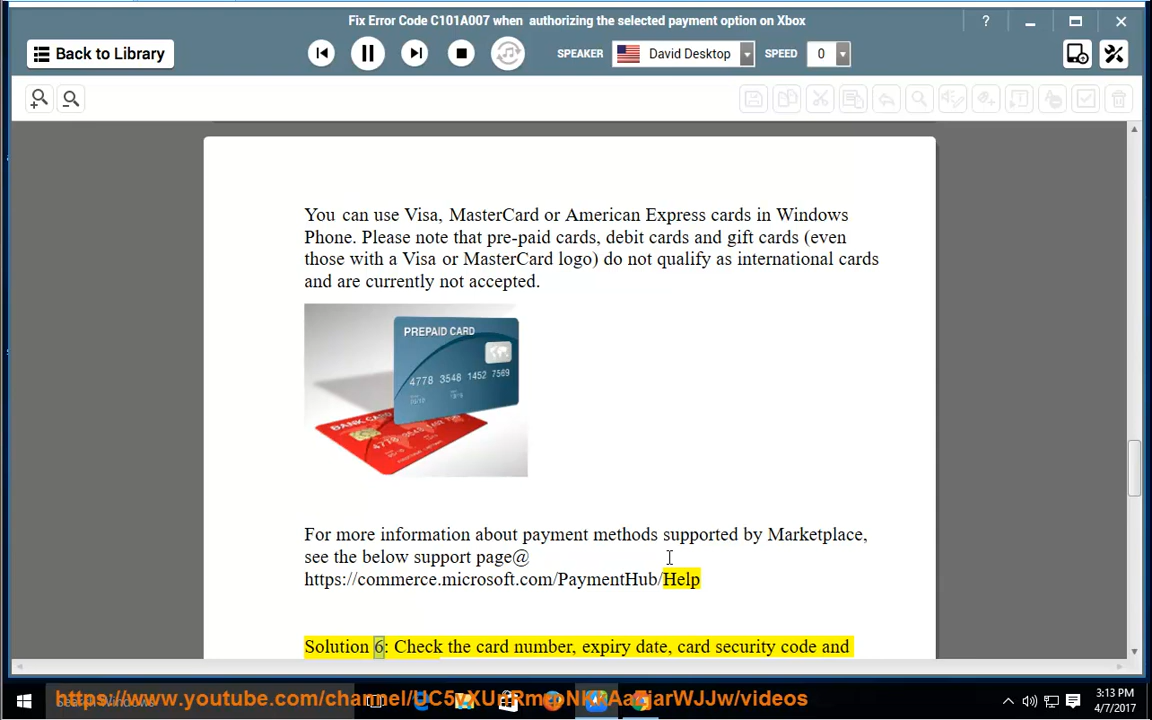 Fix Error Code C101A007 when authorizing the selected payment option on Xbox
Back to Library
SPEAKER
David Desktop
SPEED
0
You can use Visa, MasterCard or American Express cards in Windows
Phone. Please note that pre-paid cards, debit cards and gift cards (even
those with a Visa or MasterCard logo) do not qualify as international cards
and are currently not accepted.
PREPAID CARD
4778 3548 1452 7569
BANK CARD
For more information about payment methods supported by Marketplace,
see the below support page@
https://commerce.microsoft.com/PaymentHub/Help
Solution 6: Check the card number, expiry date, card security code and
Search Windows
3:13 PM
4/7/2017